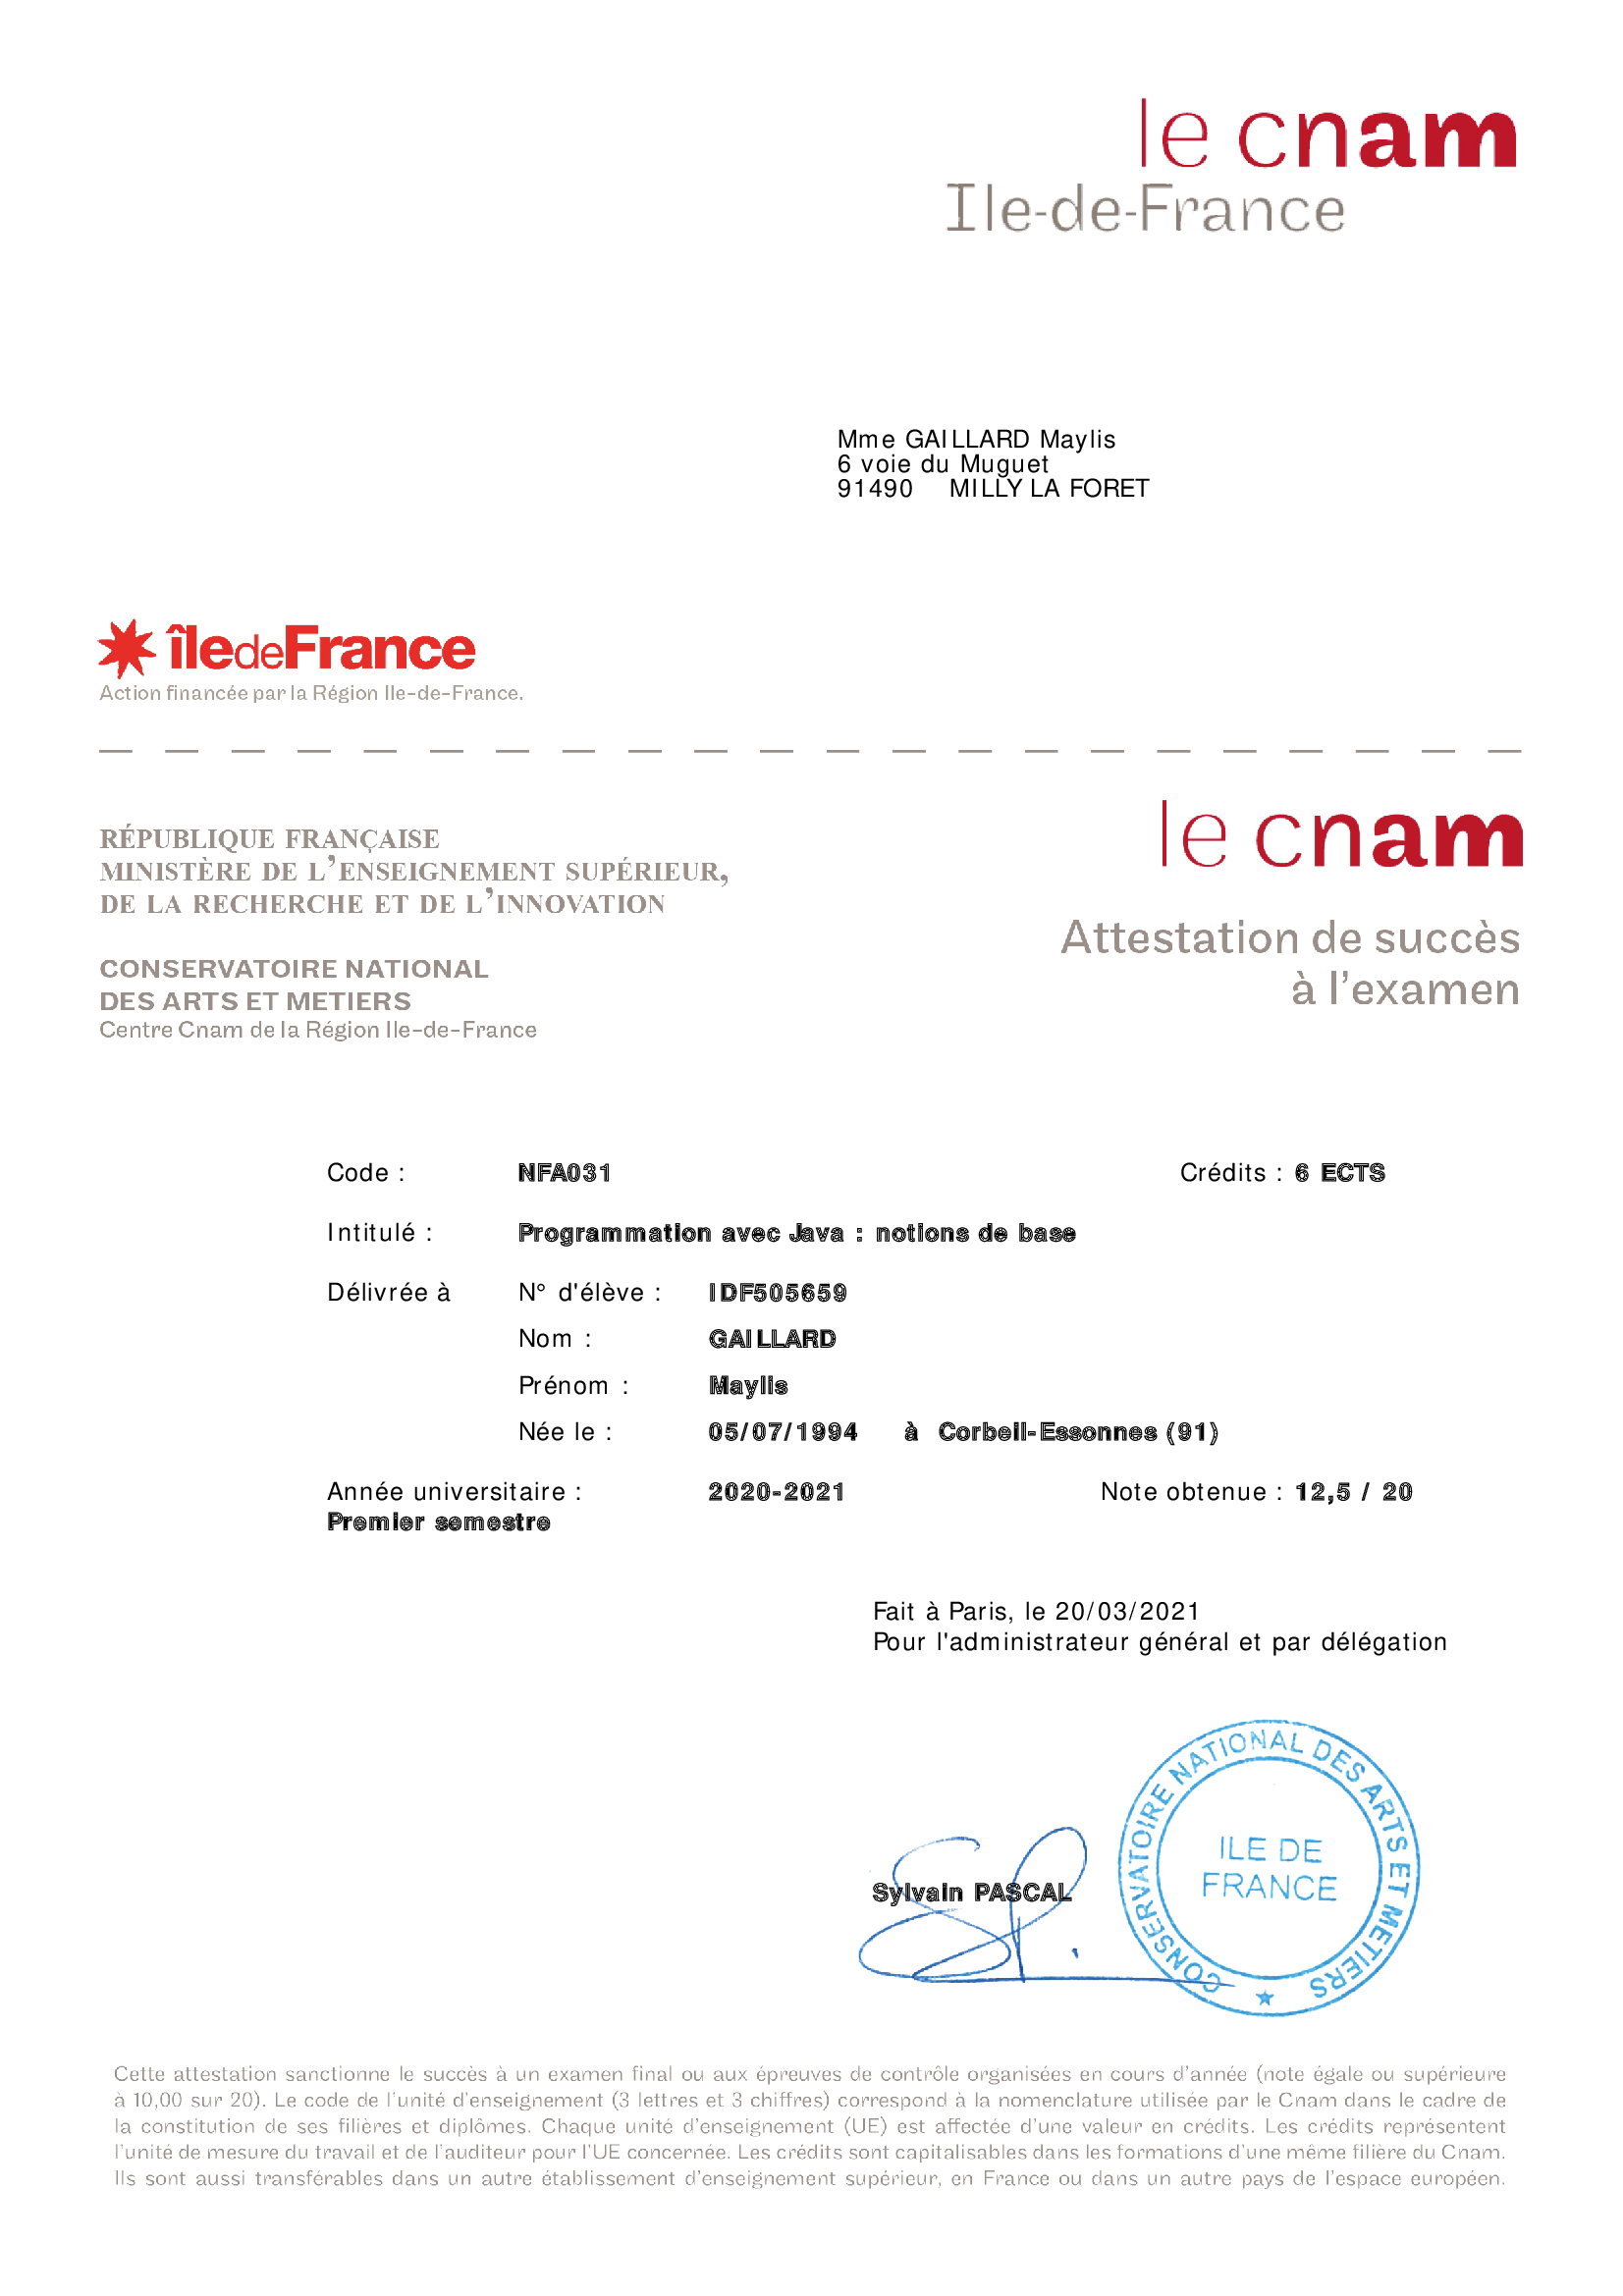 le cnam
Ile-de-France
Mme GAILLARD Maylis
6 voie du Muguet
91490 MILLY LA FORET
îledeFrance
Action financée par la Région Ile-de-France.
RÉPUBLIQUE FRANÇAISE
MINISTÈRE DE L'ENSEIGNEMENT SUPÉRIEUR,
DE LA RECHERCHE ET DE L'INNOVATION
CONSERVATOIRE NATIONAL
DES ARTS ET METIERS
Centre Cnam de la Région Ile-de-France
le cnam
Attestation de succès
à l'examen
Code : NFA031 Crédits : 6 ECTS
Intitulé : Programmation avec Java : notions de base
Délivrée à N° d'élève : IDF505659
Nom : GAILLARD
Prénom : Maylis
Née le : 05/07/1994 à Corbeil-Essonnes (91)
Année universitaire : 2020-2021 Note obtenue : 12,5 / 20
Premier semestre
Fait à Paris, le 20/03/2021
Pour l'administrateur général et par délégation
Sylvain PASCAL
CONSERVATOIRE NATIONAL DES ARTS ET METIERS
ILE DE
FRANCE
Cette attestation sanctionne le succès à un examen final ou aux épreuves de contrôle organisées en cours d'année (note égale ou supérieure
à 10,00 sur 20). Le code de l'unité d'enseignement (3 lettres et 3 chiffres) correspond à la nomenclature utilisée par le Cnam dans le cadre de
la constitution de ses filières et diplômes. Chaque unité d'enseignement (UE) est affectée d'une valeur en crédits. Les crédits représentent
l'unité de mesure du travail et de l'auditeur pour l'UE concernée. Les crédits sont capitalisables dans les formations d'une même filière du Cnam.
Ils sont aussi transférables dans un autre établissement d'enseignement supérieur, en France ou dans un autre pays de l'espace européen.